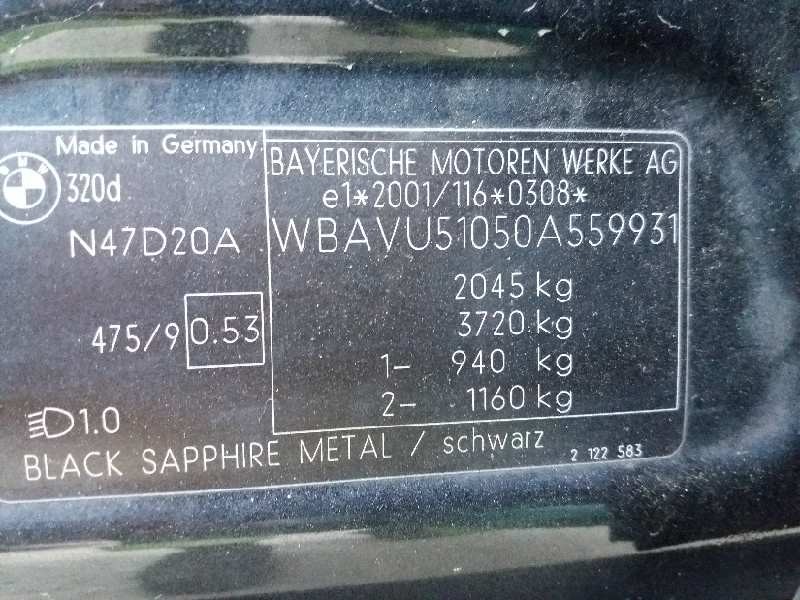 BMW
Made in Germany
320d
N47D20A
475/9 0.53
1.0
BAYERISCHE MOTOREN WERKE AG
e1*2001/116*0308*
WBAVU51050A559931
2045 kg
3720 kg
1- 940 kg
2- 1160 kg
BLACK SAPPHIRE METAL / schwarz
2 122 583